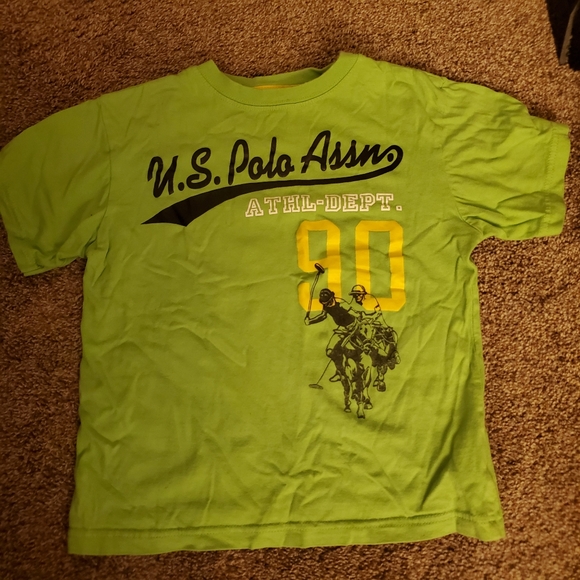 U.S. Polo Assn.
ATHL-DEPT.
90